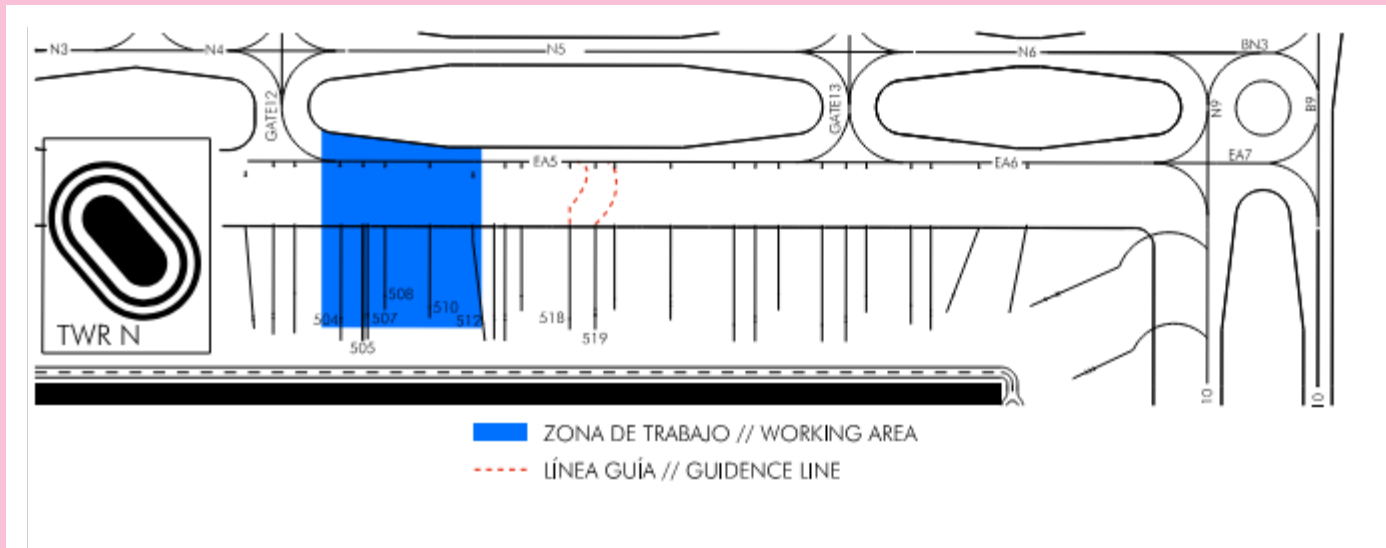 N3
N4
N5
N6
BN3
GATE12
GATE13
N9
B9
EA5
EA6
EA7
TWR N
504
505
507
508
510
512
518
519
10
10
ZONA DE TRABAJO // WORKING AREA
LÍNEA GUÍA // GUIDENCE LINE